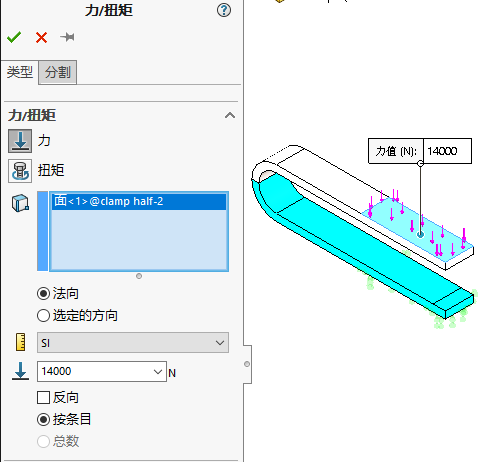 力/扭矩
类型
分割
力/扭矩
力
扭矩
面<1>@clamp half-2
法向
选定的方向
SI
14000
N
反向
按条目
总数
力值 (N):
14000